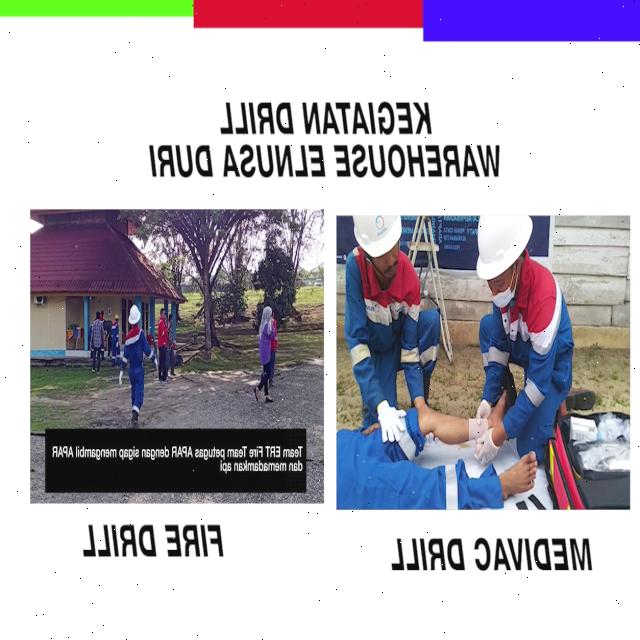 KEGIATAN DRILL
WAREHOUSE ELNUSA DURI
Team ERT Fire Team petugas APAR dengan sigap mengambil APAR
dan memadamkan api
FIRE DRILL
MEDIVAC DRILL